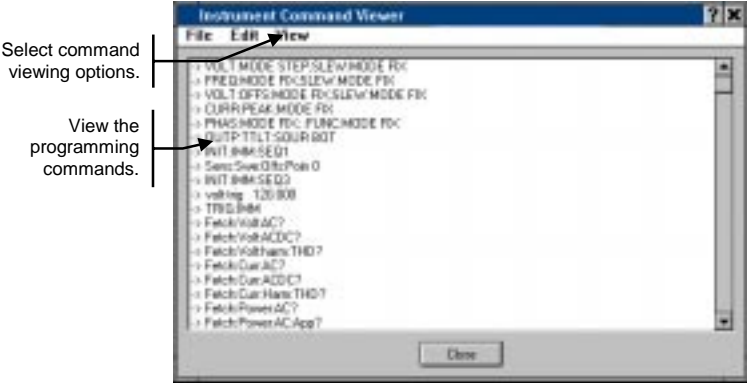 Instrument Command Viewer
File Edit View
Select command
viewing options.
View the
programming
commands.
-> VOLT:MODE STEP;SLEW:MODE FIX
-> FREQ:MODE FIX;SLEW:MODE FIX
-> VOLT:OFFS:MODE FIX;SLEW:MODE FIX
-> CURR:PEAK:MODE FIX
-> PHAS:MODE FIX; FUNC:MODE FIX
-> OUTP:TTLT:SOUR BOT
-> INIT:IMM:SEQ1
-> Sens:Swe:Offs:Poin 0
-> INIT:IMM:SEQ3
-> volt:trig 120.000
-> TRIG:IMM
-> Fetch:Volt:AC?
-> Fetch:Volt:ACDC?
-> Fetch:Volt:harm:THD?
-> Fetch:Curr:AC?
-> Fetch:Curr:ACDC?
-> Fetch:Curr:Harm:THD?
-> Fetch:Power:AC?
-> Fetch:Power:AC:App?
Close